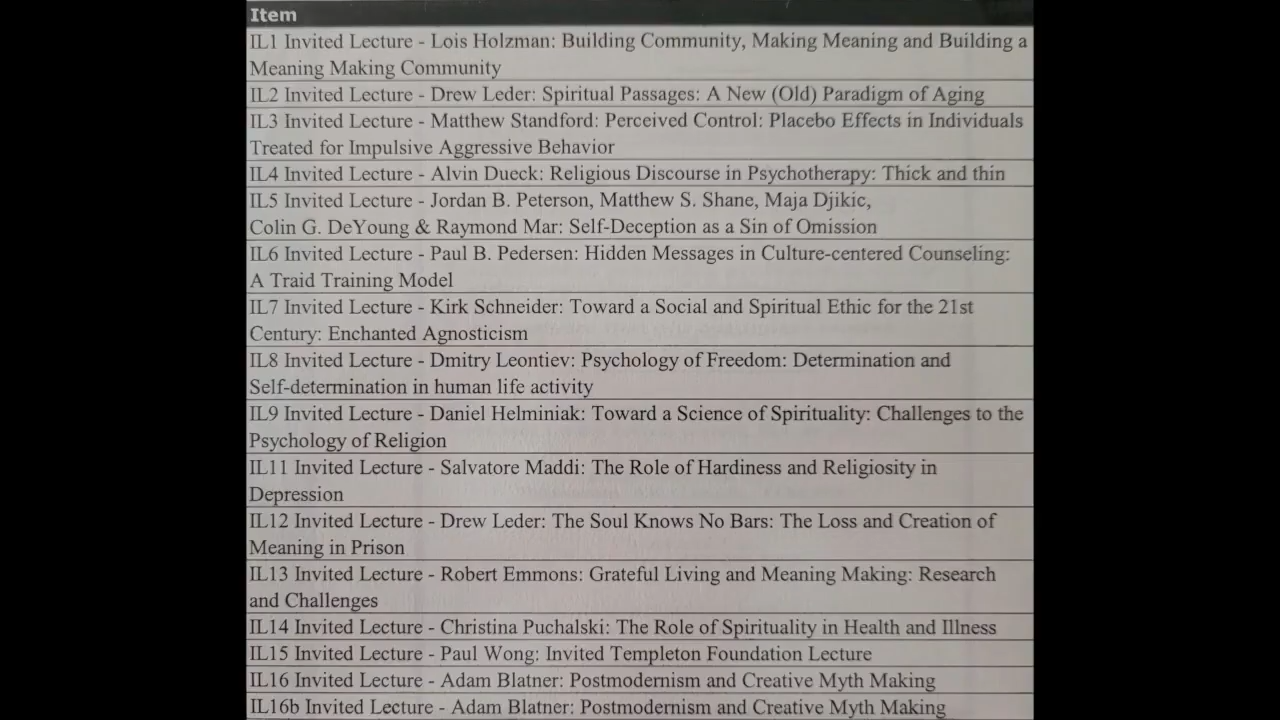 Item
IL1 Invited Lecture - Lois Holzman: Building Community, Making Meaning and Building a
Meaning Making Community
IL2 Invited Lecture - Drew Leder: Spiritual Passages: A New (Old) Paradigm of Aging
IL3 Invited Lecture - Matthew Standford: Perceived Control: Placebo Effects in Individuals
Treated for Impulsive Aggressive Behavior
IL4 Invited Lecture - Alvin Dueck: Religious Discourse in Psychotherapy: Thick and thin
IL5 Invited Lecture - Jordan B. Peterson, Matthew S. Shane, Maja Djikic,
Colin G. DeYoung & Raymond Mar: Self-Deception as a Sin of Omission
IL6 Invited Lecture - Paul B. Pedersen: Hidden Messages in Culture-centered Counseling:
A Traid Training Model
IL7 Invited Lecture - Kirk Schneider: Toward a Social and Spiritual Ethic for the 21st
Century: Enchanted Agnosticism
IL8 Invited Lecture - Dmitry Leontiev: Psychology of Freedom: Determination and
Self-determination in human life activity
IL9 Invited Lecture - Daniel Helminiak: Toward a Science of Spirituality: Challenges to the
Psychology of Religion
IL11 Invited Lecture - Salvatore Maddi: The Role of Hardiness and Religiosity in
Depression
IL12 Invited Lecture - Drew Leder: The Soul Knows No Bars: The Loss and Creation of
Meaning in Prison
IL13 Invited Lecture - Robert Emmons: Grateful Living and Meaning Making: Research
and Challenges
IL14 Invited Lecture - Christina Puchalski: The Role of Spirituality in Health and Illness
IL15 Invited Lecture - Paul Wong: Invited Templeton Foundation Lecture
IL16 Invited Lecture - Adam Blatner: Postmodernism and Creative Myth Making
IL16b Invited Lecture - Adam Blatner: Postmodernism and Creative Myth Making